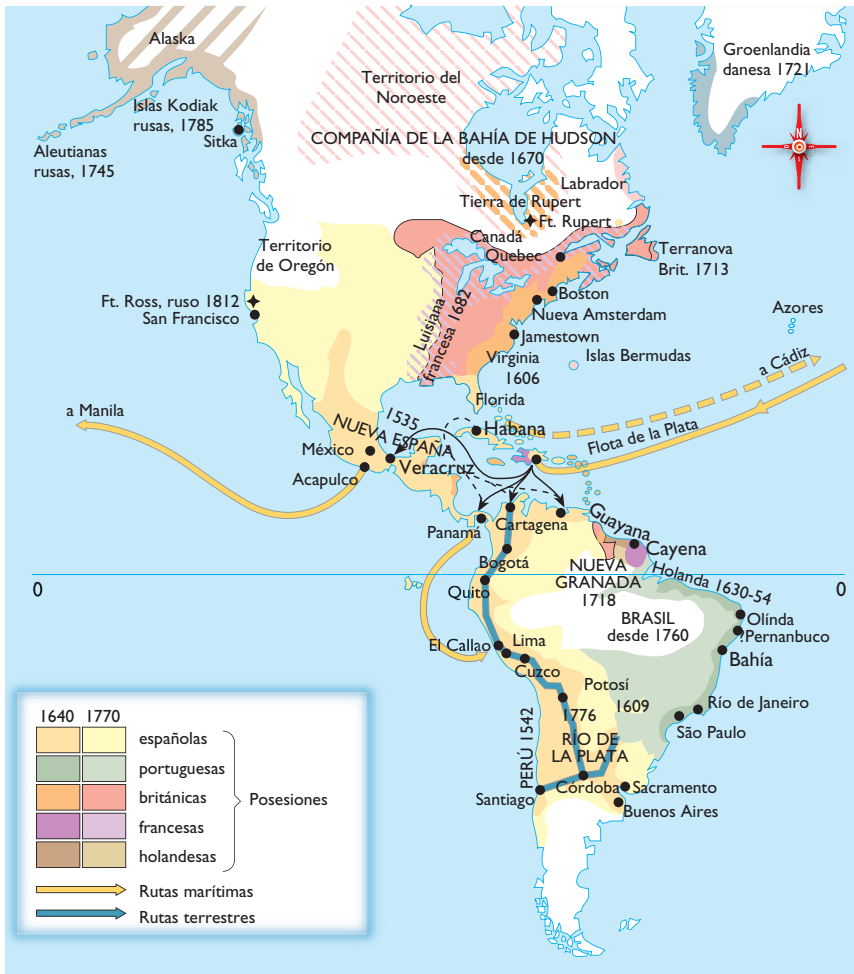 Alaska
Groenlandia
danesa 1721
Territorio del
Noroeste
Islas Kodiak
rusas, 1785
Sitka
COMPAÑÍA DE LA BAHÍA DE HUDSON
desde 1670
N
Aleutianas
rusas, 1745
Labrador
Tierra de Rupert
Ft. Rupert
Canadá
Quebec
Territorio
de Oregón
Terranova
Brit. 1713
Ft. Ross, ruso 1812
San Francisco
Luisiana
francesa 1682
Boston
Nueva Amsterdam
Jamestown
Azores
Virginia
1606
Islas Bermudas
a Cádiz
Florida
a Manila
1535
NUEVA ESPAÑA
Habana
Flota de la Plata
México
Veracruz
Acapulco
Panamá
Cartagena
Guayana
Cayena
Bogotá
NUEVA
GRANADA
1718
Holanda 1630-54
0
0
Quito
BRASIL
desde 1760
Olínda
?Pernanbuco
El Callao
Lima
Bahía
Cuzco
Potosí
1609
Río de Janeiro
1776
São Paulo
PERÚ 1542
RÍO DE
LA PLATA
Córdoba
Sacramento
Santiago
Buenos Aires
1640 1770
españolas
portuguesas
británicas
Posesiones
francesas
holandesas
Rutas marítimas
Rutas terrestres